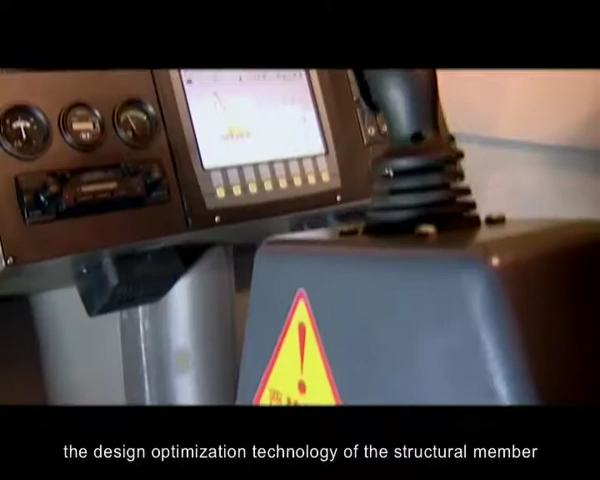 the design optimization technology of the structural member